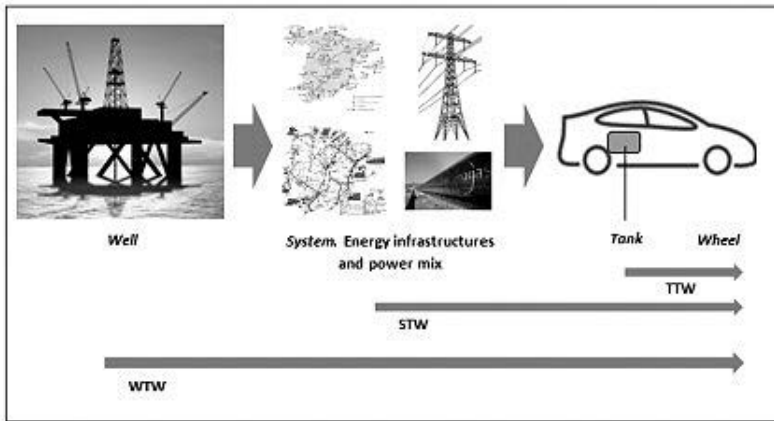 Well
System. Energy infrastructures
and power mix
Tank
Wheel
TTW
STW
WTW